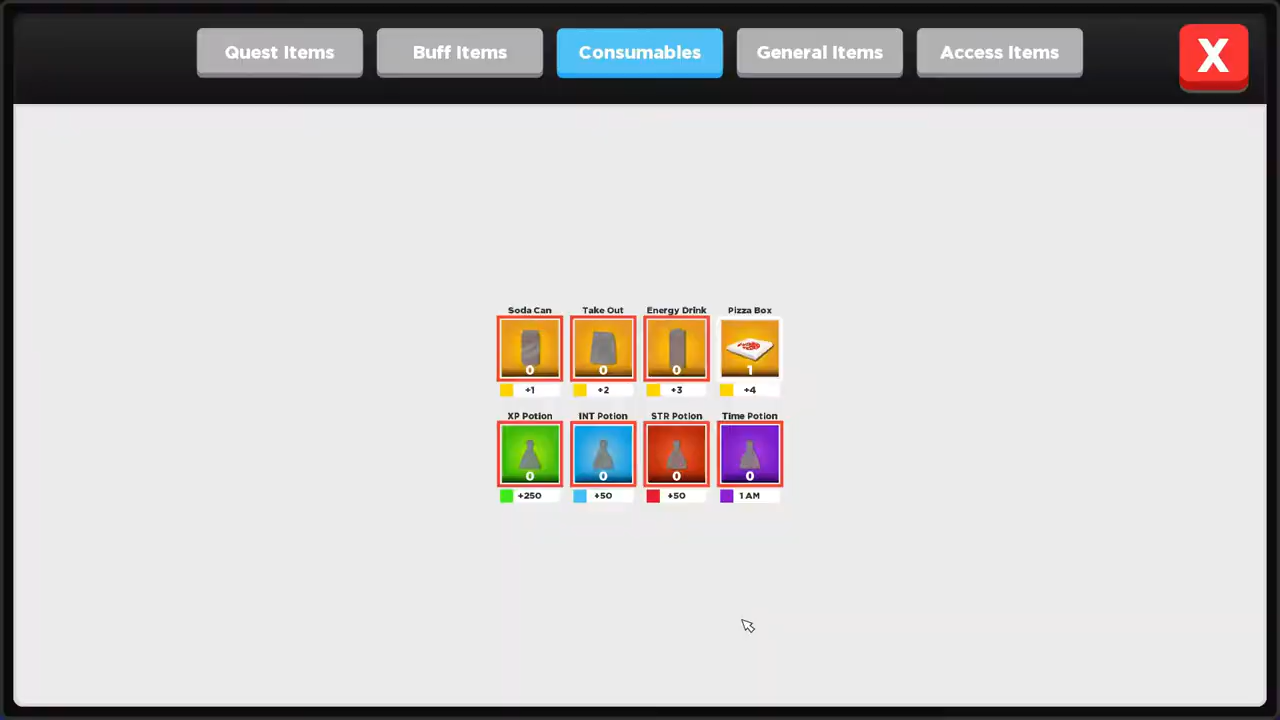 Quest Items Buff Items Consumables General Items Access Items X
Soda Can Take Out Energy Drink Pizza Box
0 0 0 1
+1 +2 +3 +4
XP Potion INT Potion STR Potion Time Potion
0 0 0 0
+250 +50 +50 1 AM